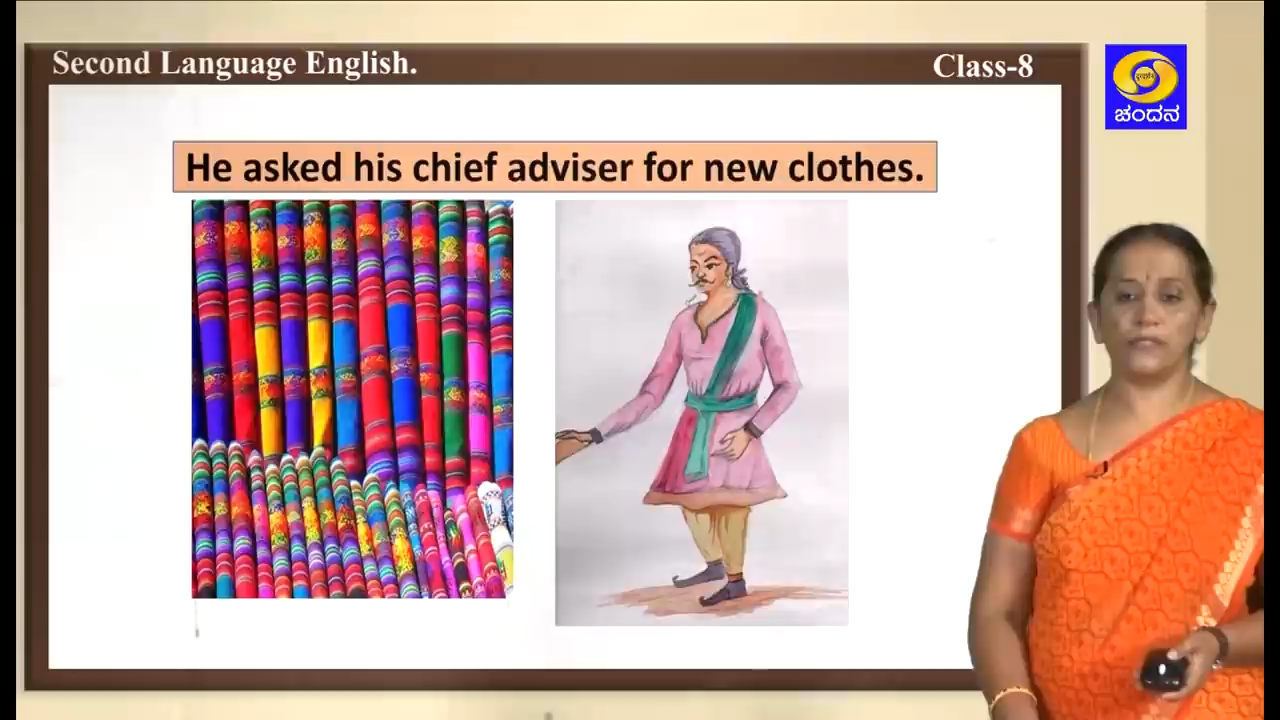 Second Language English.
Class-8
He asked his chief adviser for new clothes.
ಚಂದನ